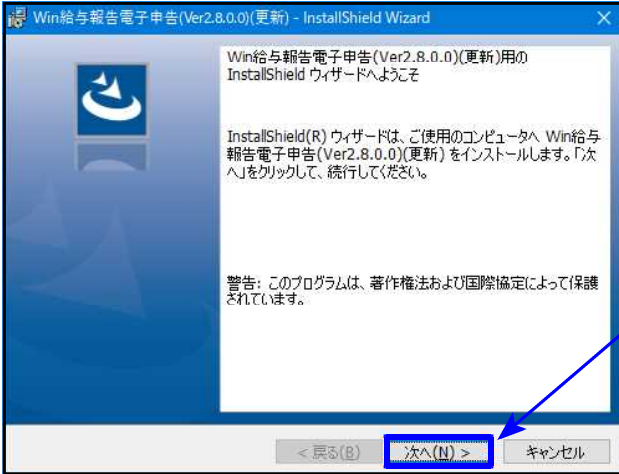 Win給与報告電子申告(Ver2.8.0.0)(更新) - InstallShield Wizard
Win給与報告電子申告(Ver2.8.0.0)(更新)用の
InstallShield ウィザードへようこそ
InstallShield(R) ウィザードは、ご使用のコンピュータへ Win給与
報告電子申告(Ver2.8.0.0)(更新) をインストールします。「次
へ」をクリックして、続行してください。
警告: このプログラムは、著作権法および国際協定によって保護
されています。
< 戻る(B)
次へ(N) >
キャンセル